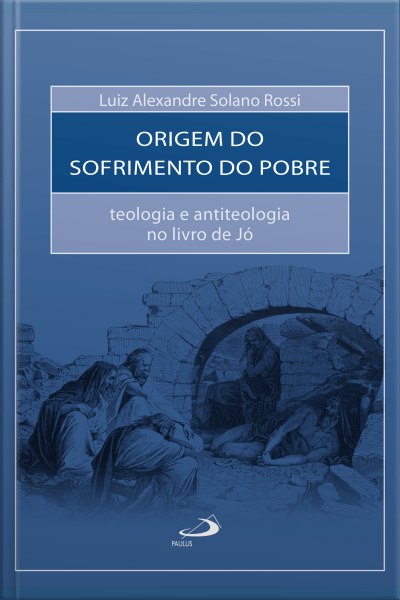 Luiz Alexandre Solano Rossi
ORIGEM DO
SOFRIMENTO DO POBRE
teologia e antiteologia
no livro de Jó
PAULUS